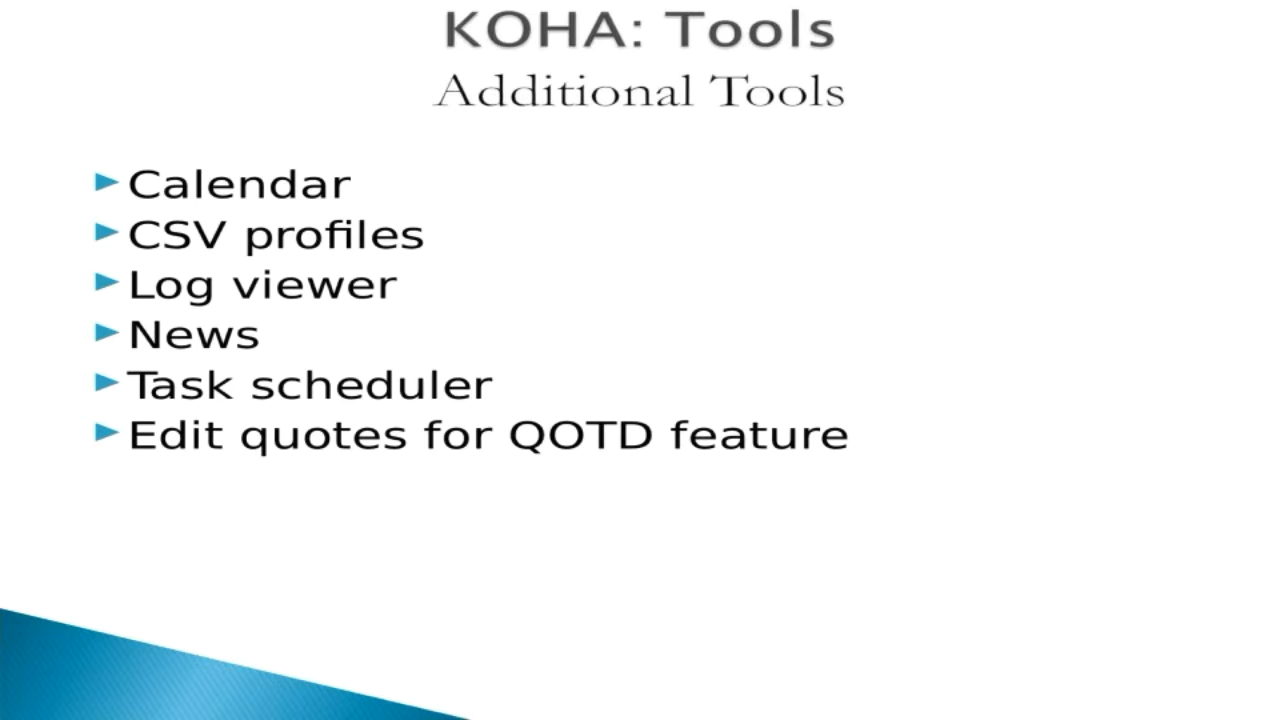 KOHA: Tools
Additional Tools
Calendar
CSV profiles
Log viewer
News
Task scheduler
Edit quotes for QOTD feature